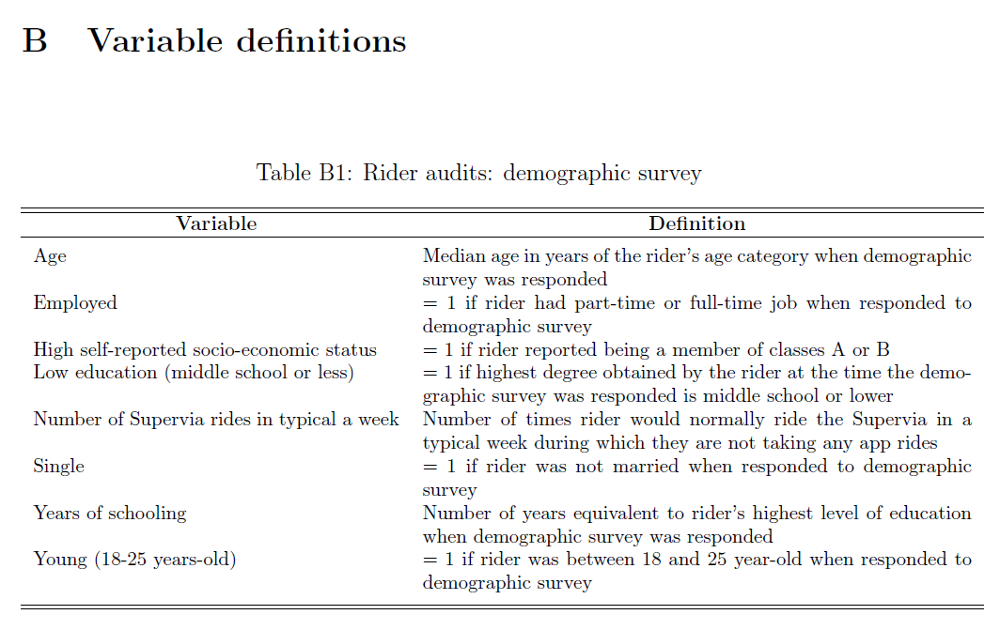 B Variable definitions
Table B1: Rider audits: demographic survey
Variable Definition
Age Median age in years of the rider's age category when demographic
survey was responded
Employed = 1 if rider had part-time or full-time job when responded to
demographic survey
High self-reported socio-economic status = 1 if rider reported being a member of classes A or B
Low education (middle school or less) = 1 if highest degree obtained by the rider at the time the demo-
graphic survey was responded is middle school or lower
Number of Supervia rides in typical a week Number of times rider would normally ride the Supervia in a
typical week during which they are not taking any app rides
Single = 1 if rider was not married when responded to demographic
survey
Years of schooling Number of years equivalent to rider's highest level of education
when demographic survey was responded
Young (18-25 years-old) = 1 if rider was between 18 and 25 year-old when responded to
demographic survey